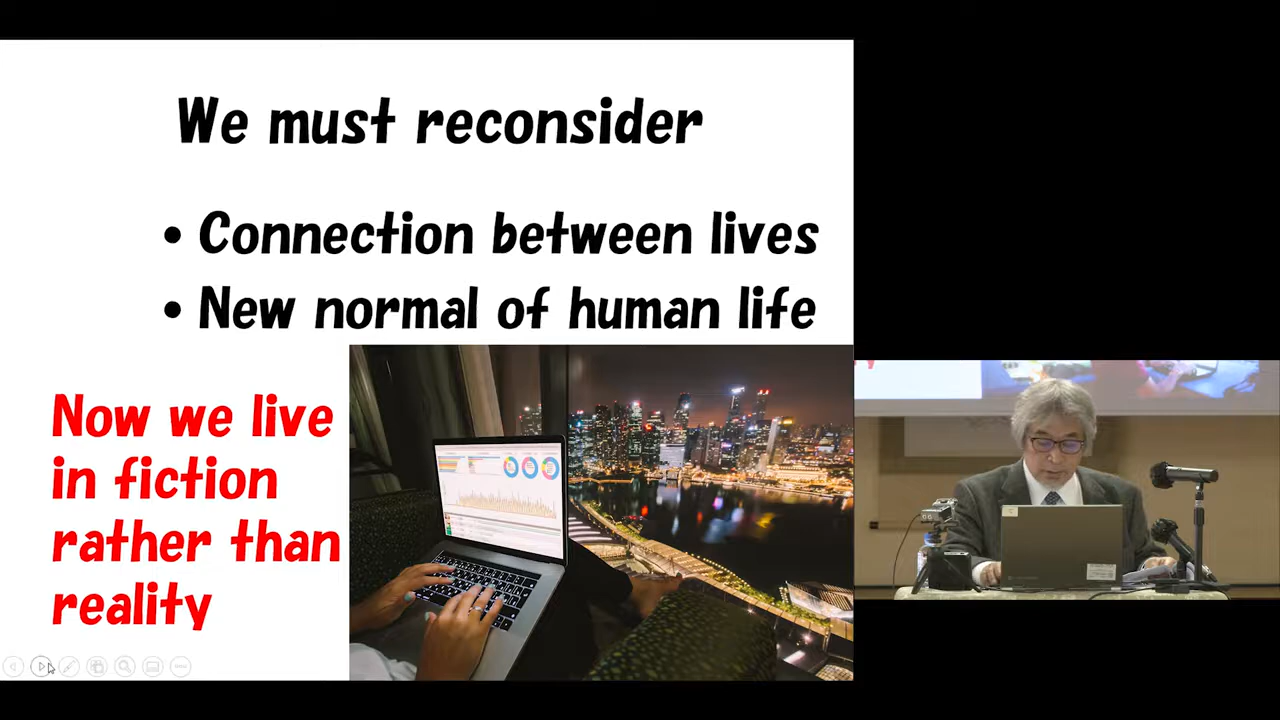 We must reconsider
• Connection between lives
• New normal of human life
Now we live
in fiction
rather than
reality